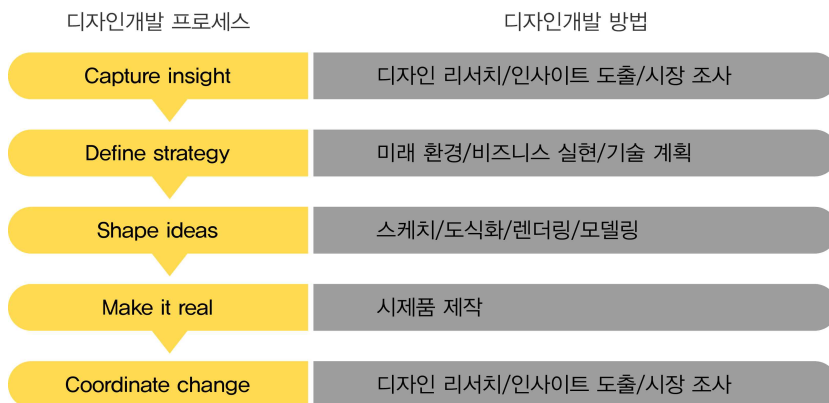 디자인개발 프로세스 디자인개발 방법
Capture insight 디자인 리서치/인사이트 도출/시장 조사
Define strategy 미래 환경/비즈니스 실현/기술 계획
Shape ideas 스케치/도식화/렌더링/모델링
Make it real 시제품 제작
Coordinate change 디자인 리서치/인사이트 도출/시장 조사